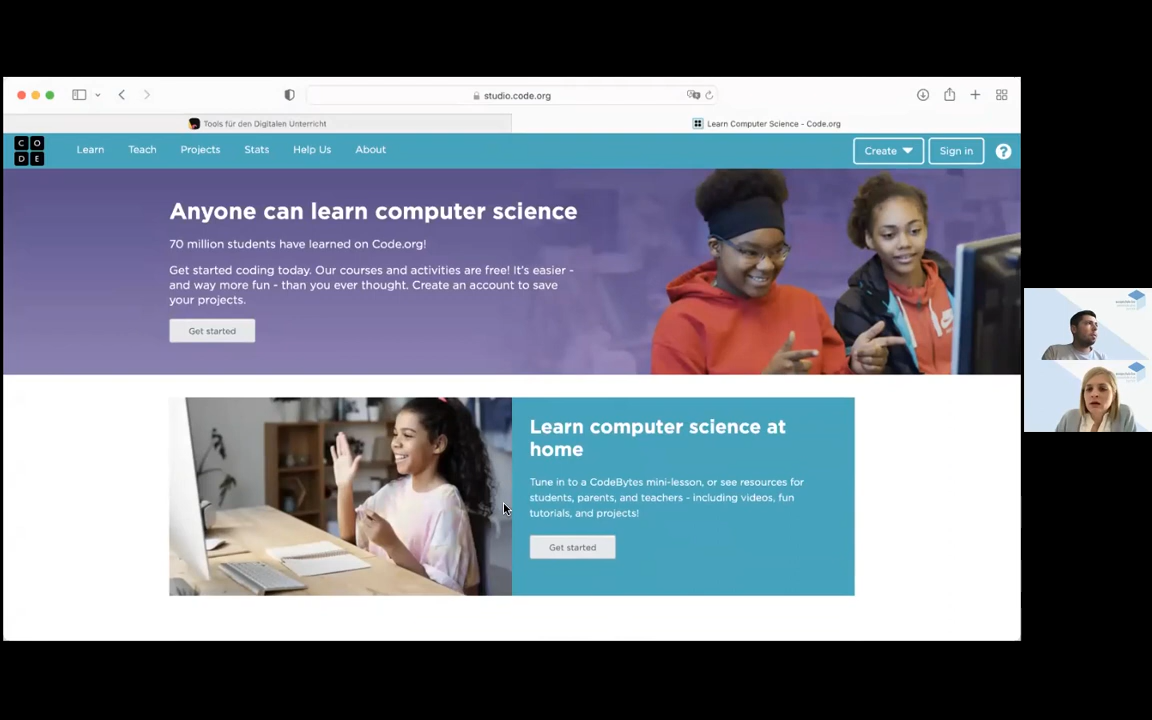 studio.code.org
Tools für den Digitalen Unterricht
Learn Computer Science - Code.org
C O
D E
Learn
Teach
Projects
Stats
Help Us
About
Create
Sign in
?
Anyone can learn computer science
70 million students have learned on Code.org!
Get started coding today. Our courses and activities are free! It's easier -
and way more fun - than you ever thought. Create an account to save
your projects.
Get started
Learn computer science at
home
Tune in to a CodeBytes mini-lesson, or see resources for
students, parents, and teachers - including videos, fun
tutorials, and projects!
Get started